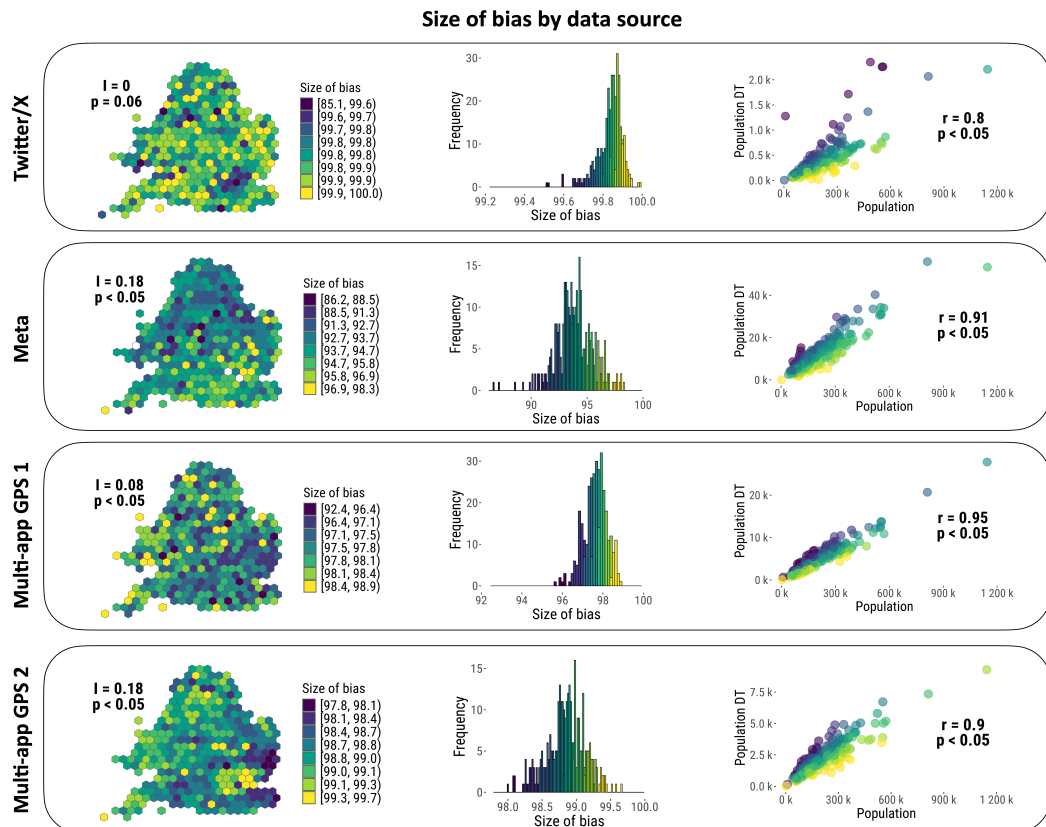 Size of bias by data source
Twitter/X
I = 0
p = 0.06
Size of bias
[85.1, 99.6)
[99.6, 99.7)
[99.7, 99.8)
[99.8, 99.8)
[99.8, 99.8)
[99.8, 99.9)
[99.9, 99.9)
[99.9, 100.0)
Frequency
30
20
10
0
99.2
99.4
99.6
99.8
100.0
Size of bias
Population DT
2.0 k
1.5 k
1.0 k
0.5 k
0.0 k
0 k
300 k
600 k
900 k
1200 k
Population
r = 0.8
p < 0.05
Meta
I = 0.18
p < 0.05
Size of bias
[86.2, 88.5)
[88.5, 91.3)
[91.3, 92.7)
[92.7, 93.7)
[93.7, 94.7)
[94.7, 95.8)
[95.8, 96.9)
[96.9, 98.3)
Frequency
15
10
5
0
90
95
100
Size of bias
Population DT
40 k
20 k
0 k
0 k
300 k
600 k
900 k
1200 k
Population
r = 0.91
p < 0.05
Multi-app GPS 1
I = 0.08
p < 0.05
Size of bias
[92.4, 96.4)
[96.4, 97.1)
[97.1, 97.5)
[97.5, 97.8)
[97.8, 98.1)
[98.1, 98.4)
[98.4, 98.9)
Frequency
30
20
10
0
92
94
96
98
100
Size of bias
Population DT
20 k
10 k
0 k
0 k
300 k
600 k
900 k
1 200 k
Population
r = 0.95
p < 0.05
Multi-app GPS 2
I = 0.18
p < 0.05
Size of bias
[97.8, 98.1)
[98.1, 98.4)
[98.4, 98.7)
[98.7, 98.8)
[98.8, 99.0)
[99.0, 99.1)
[99.1, 99.3)
[99.3, 99.7)
Frequency
15
10
5
0
98.0
98.5
99.0
99.5
100.0
Size of bias
Population DT
7.5 k
5.0 k
2.5 k
0.0 k
0 k
300 k
600 k
900 k
1 200 k
Population
r = 0.9
p < 0.05